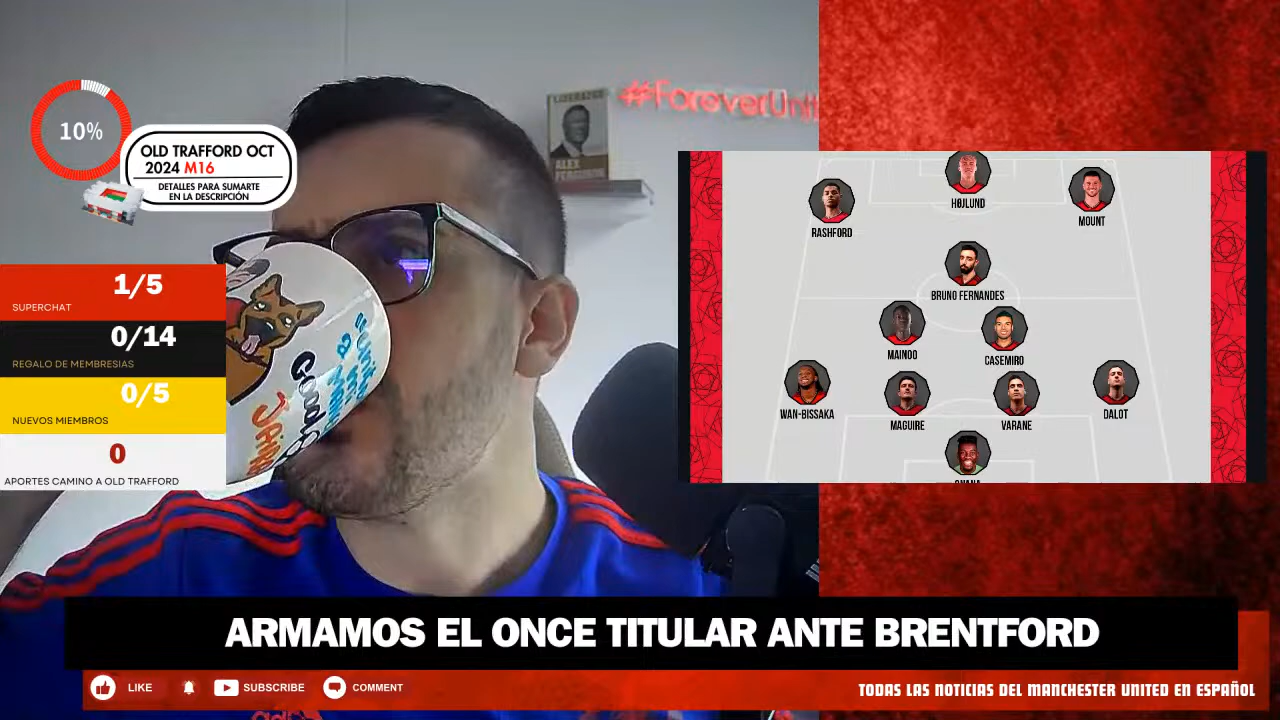 10%
OLD TRAFFORD OCT
2024 M16
DETALLES PARA SUMARTE
EN LA DESCRIPCIÓN
1/5
SUPERCHAT
0/14
REGALO DE MEMBRESIAS
0/5
NUEVOS MIEMBROS
0
APORTES CAMINO A OLD TRAFFORD
LIDERAZGO
ALEX
FERGUSON
#ForeverUnit
HØJLUND
RASHFORD
MOUNT
BRUNO FERNANDES
MAINOO
CASEMIRO
WAN-BISSAKA
MAGUIRE
VARANE
DALOT
ARMAMOS EL ONCE TITULAR ANTE BRENTFORD
LIKE
SUBSCRIBE
COMMENT
TODAS LAS NOTICIAS DEL MANCHESTER UNITED EN ESPAÑOL